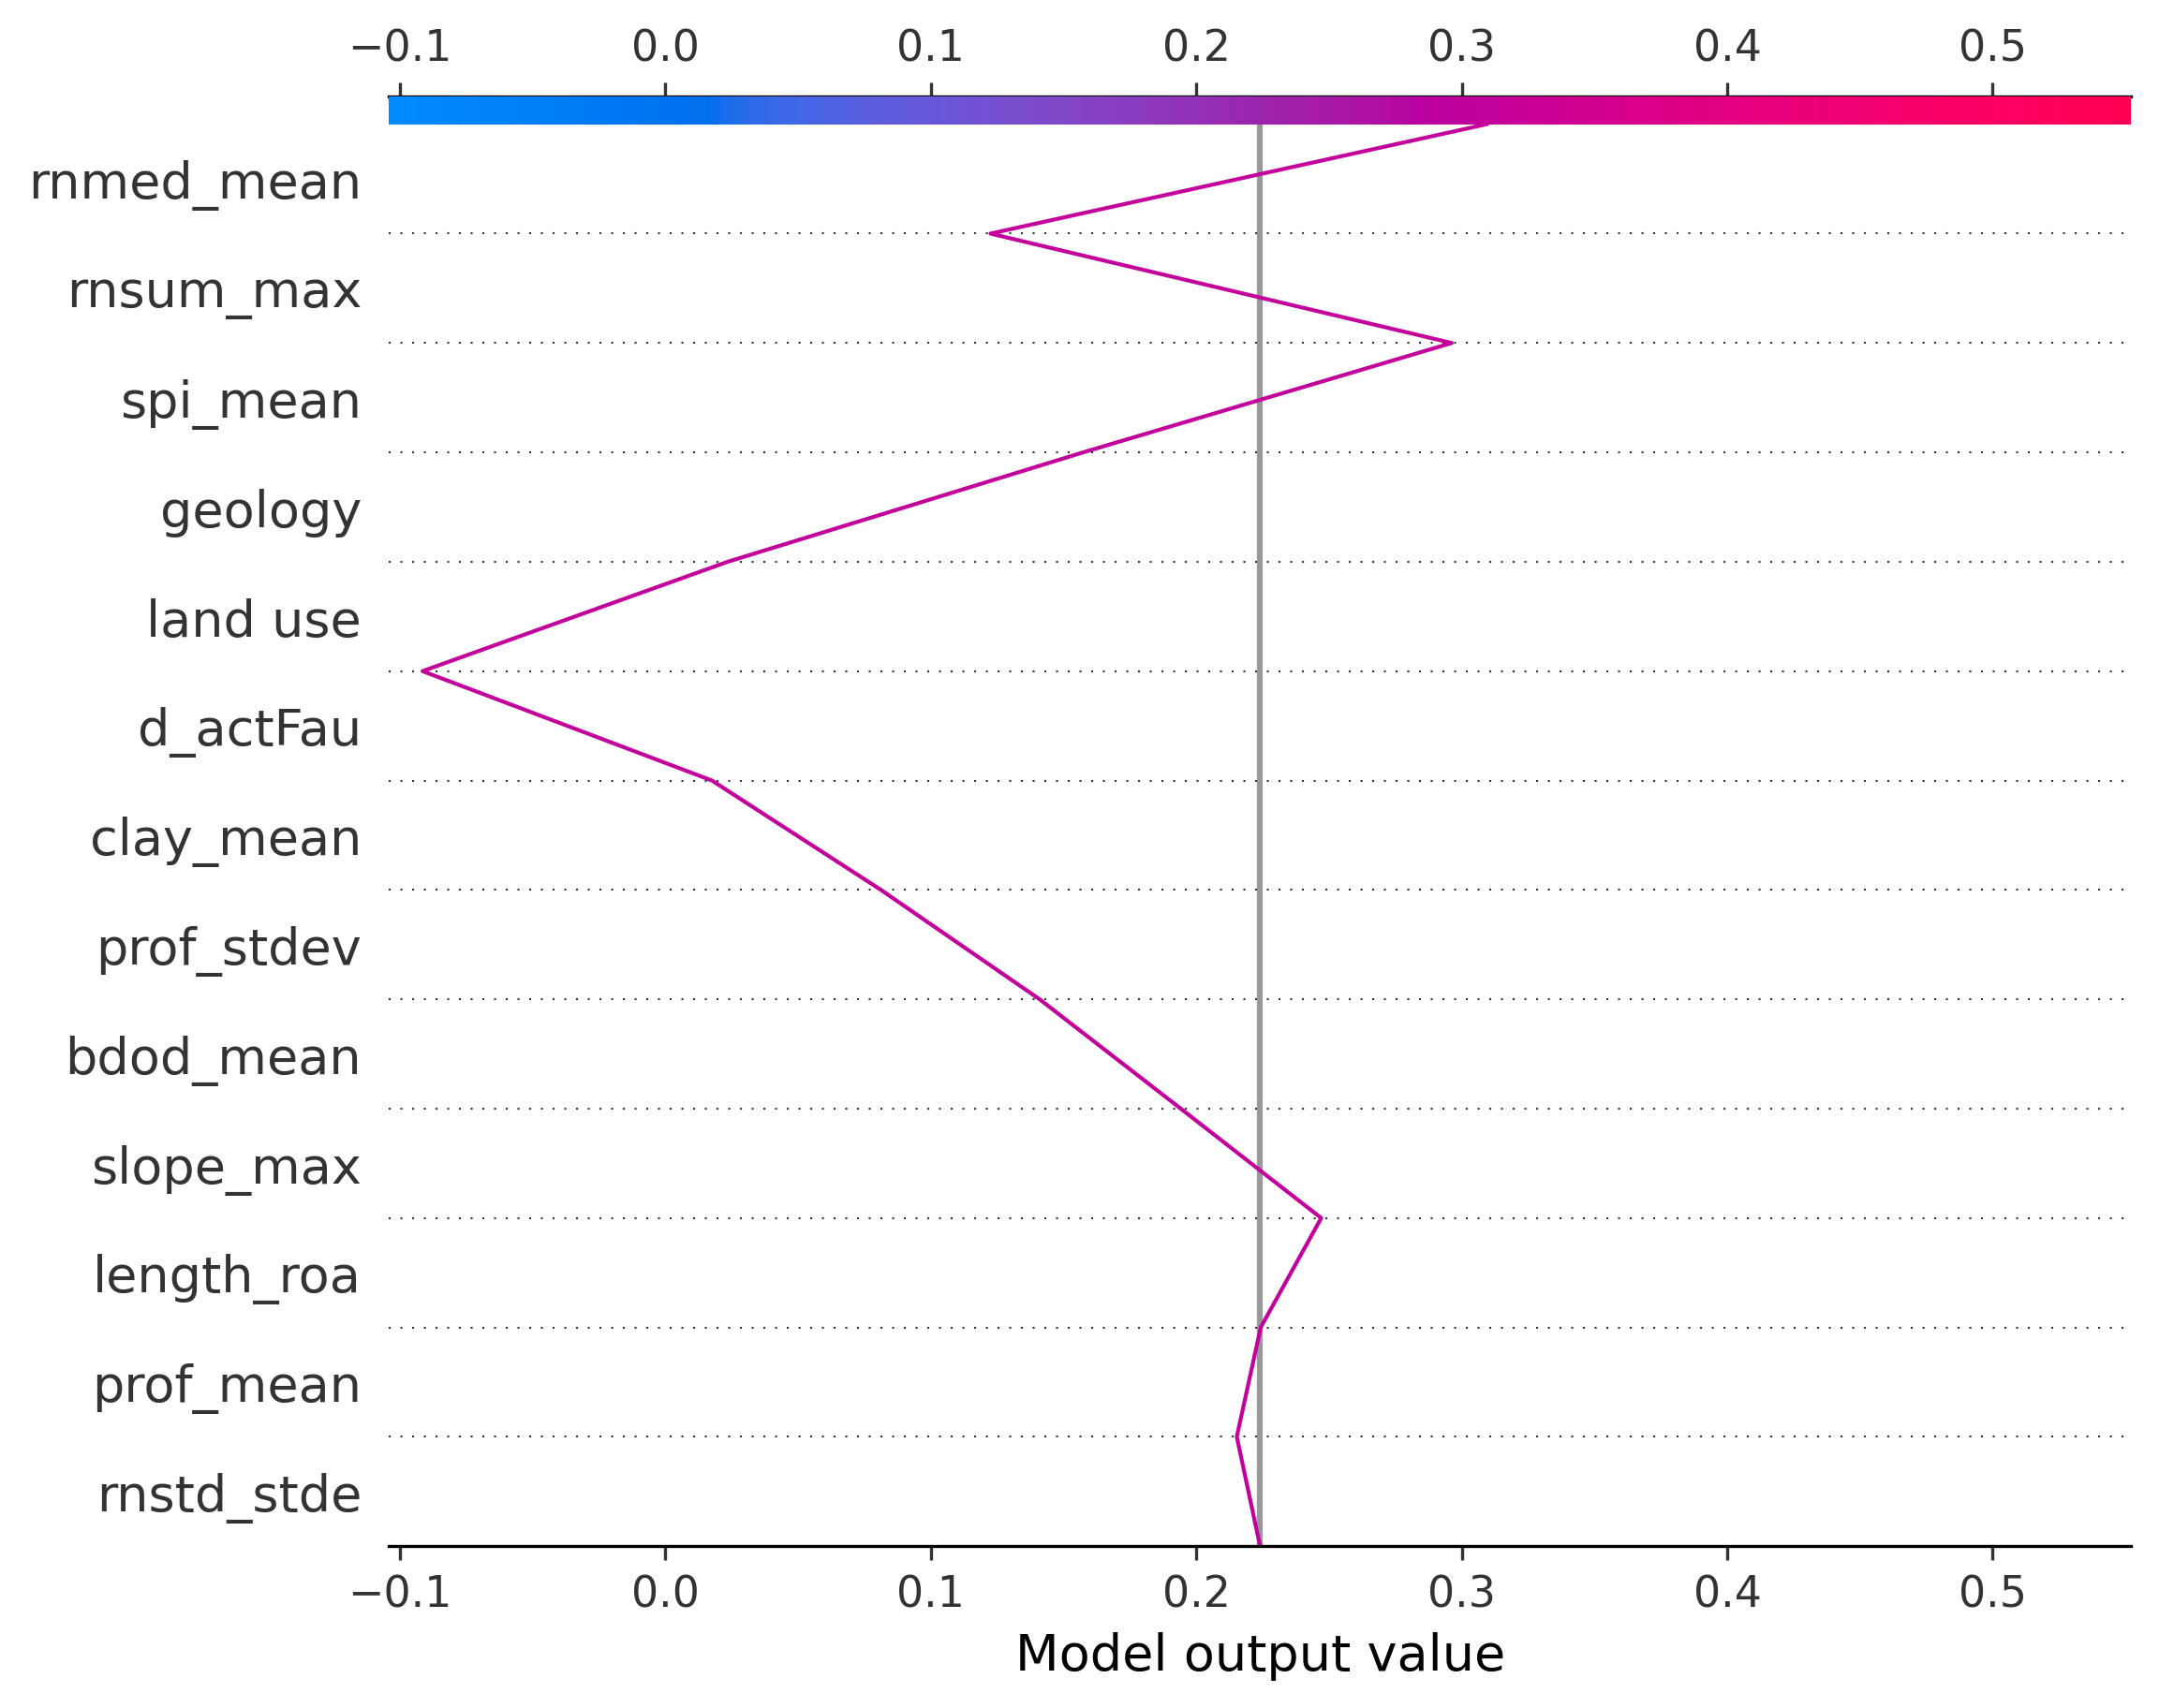 −0.1 0.0 0.1 0.2 0.3 0.4 0.5
rnmed_mean
rnsum_max
spi_mean
geology
land use
d_actFau
clay_mean
prof_stdev
bdod_mean
slope_max
length_roa
prof_mean
rnstd_stde
−0.1 0.0 0.1 0.2 0.3 0.4 0.5
Model output value